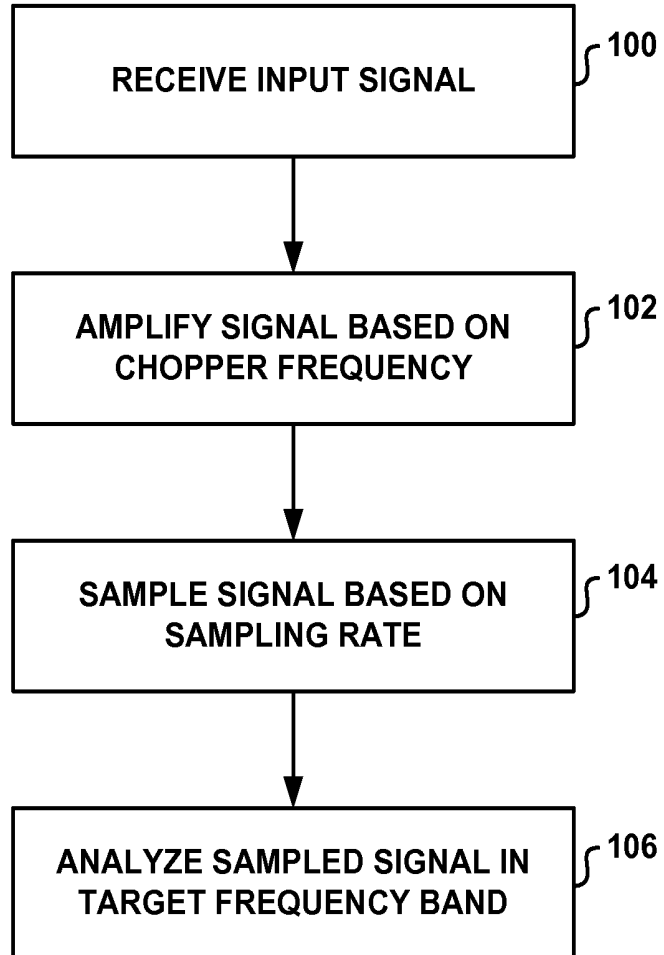 RECEIVE INPUT SIGNAL
100
AMPLIFY SIGNAL BASED ON
CHOPPER FREQUENCY
102
SAMPLE SIGNAL BASED ON
SAMPLING RATE
104
ANALYZE SAMPLED SIGNAL IN
TARGET FREQUENCY BAND
106